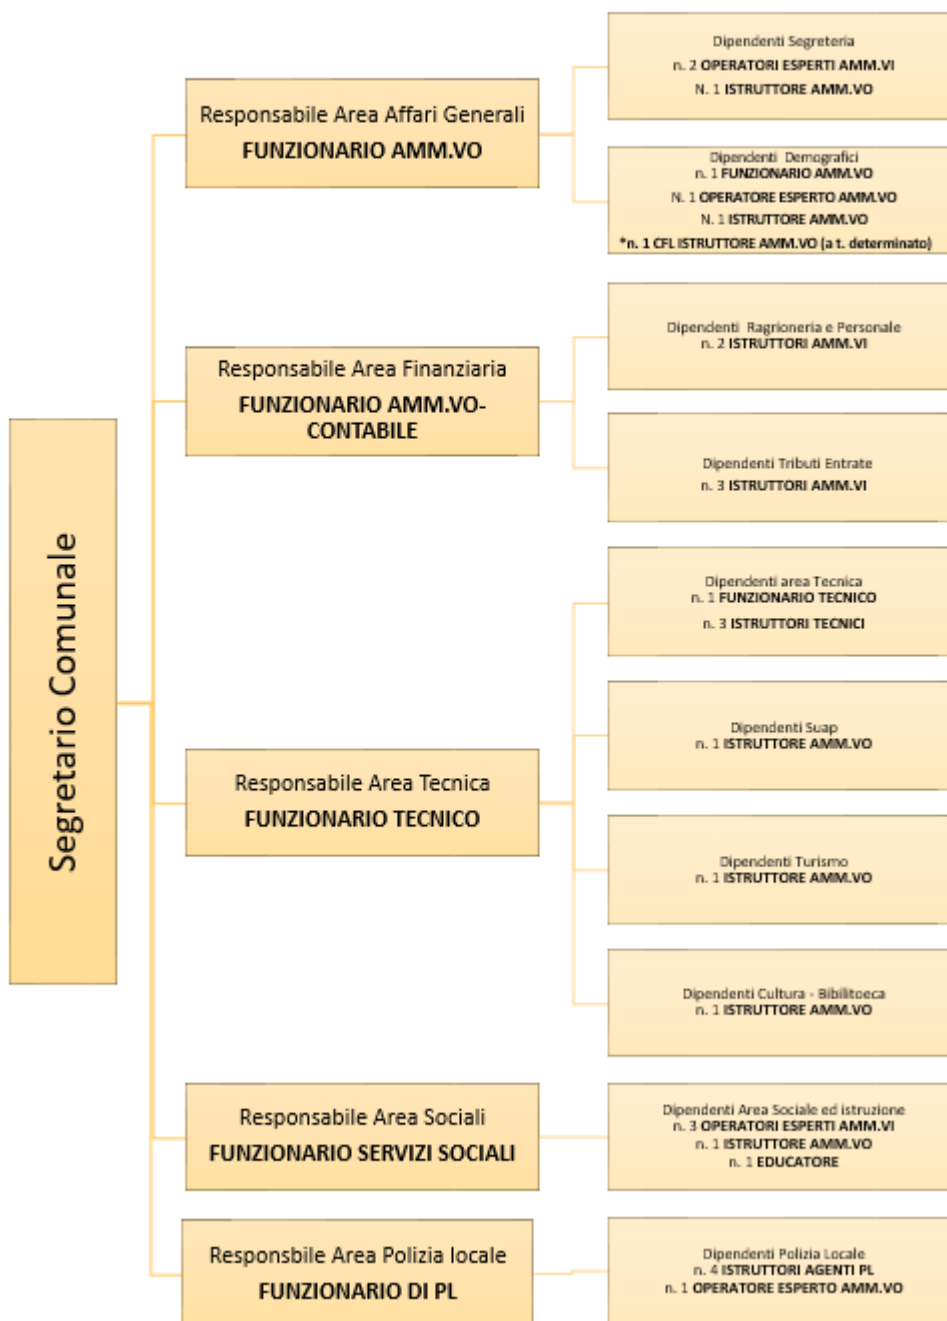 Segretario Comunale
Responsabile Area Affari Generali
FUNZIONARIO AMM.VO
Dipendenti Segreteria
n. 2 OPERATORI ESPERTI AMM.VI
N. 1 ISTRUTTORE AMM.VO
Dipendenti Demografici
n. 1 FUNZIONARIO AMM.VO
N. 1 OPERATORE ESPERTO AMM.VO
N. 1 ISTRUTTORE AMM.VO
*n. 1 CFL ISTRUTTORE AMM.VO (a t. determinato)
Responsabile Area Finanziaria
FUNZIONARIO AMM.VO-
CONTABILE
Dipendenti Ragrioneria e Personale
n. 2 ISTRUTTORI AMM.VI
Dipendenti Tributi Entrate
n. 3 ISTRUTTORI AMM.VI
Responsabile Area Tecnica
FUNZIONARIO TECNICO
Dipendenti area Tecnica
n. 1 FUNZIONARIO TECNICO
n. 3 ISTRUTTORI TECNICI
Dipendenti Suap
n. 1 ISTRUTTORE AMM.VO
Dipendenti Turismo
n. 1 ISTRUTTORE AMM.VO
Dipendenti Cultura - Bibilitoeca
n. 1 ISTRUTTORE AMM.VO
Responsabile Area Sociali
FUNZIONARIO SERVIZI SOCIALI
Dipendenti Area Sociale ed istruzione
n. 3 OPERATORI ESPERTI AMM.VI
n. 1 ISTRUTTORE AMM.VO
n. 1 EDUCATORE
Responsbile Area Polizia locale
FUNZIONARIO DI PL
Dipendenti Polizia Locale
n. 4 ISTRUTTORI AGENTI PL
n. 1 OPERATORE ESPERTO AMM.VO